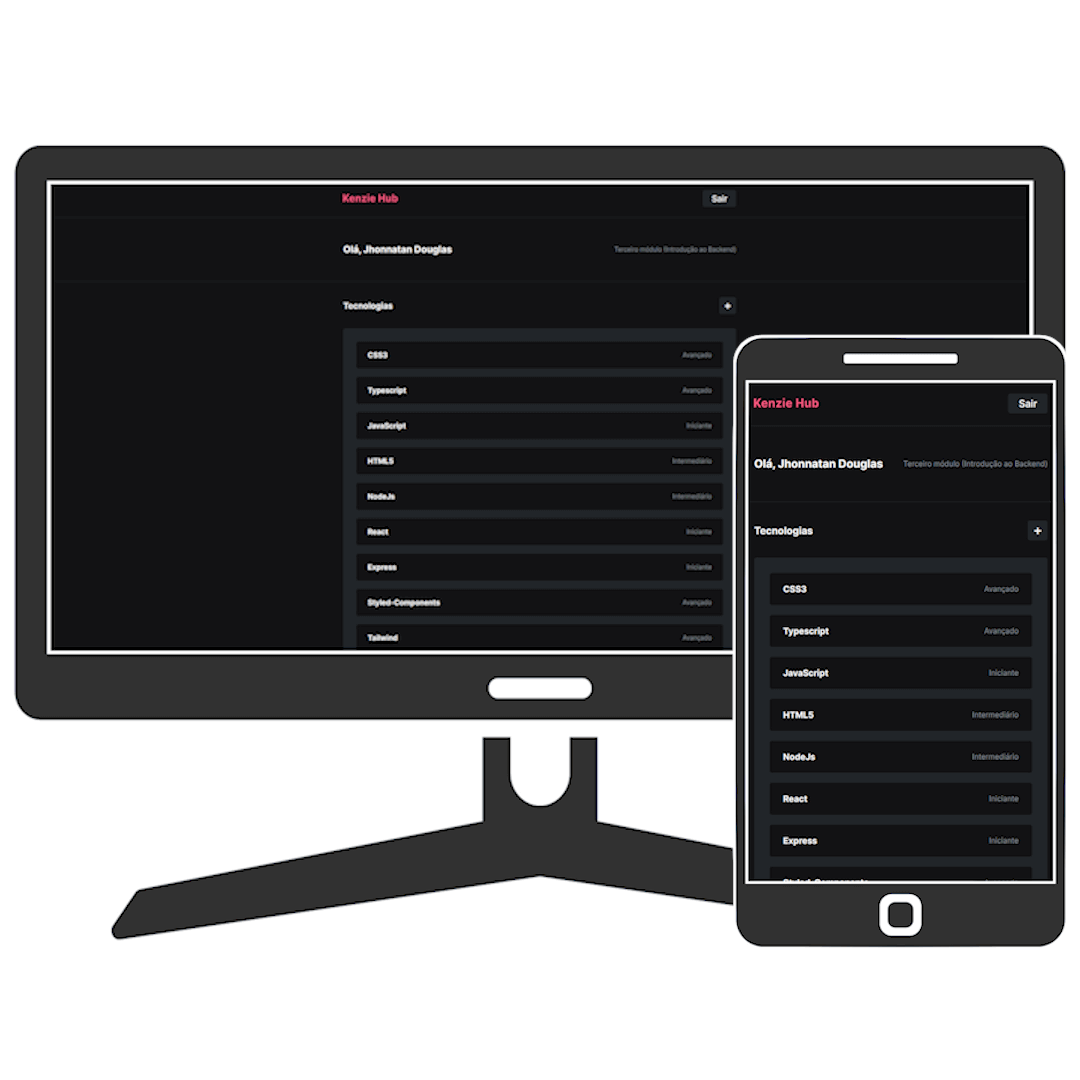 Kenzie Hub Sair
Olá, Jhonnatan Douglas Terceiro módulo (Introdução ao Backend)
Tecnologias +
CSS3 Avançado
Typescript Avançado
JavaScript Iniciante
HTML5 Intermediário
NodeJs Intermediário
React Iniciante
Express Iniciante
Styled-Components Avançado
Tailwind Avançado
Kenzie Hub Sair
Olá, Jhonnatan Douglas Terceiro módulo (Introdução ao Backend)
Tecnologias +
CSS3 Avançado
Typescript Avançado
JavaScript Iniciante
HTML5 Intermediário
NodeJs Intermediário
React Iniciante
Express Iniciante
Styled-Components